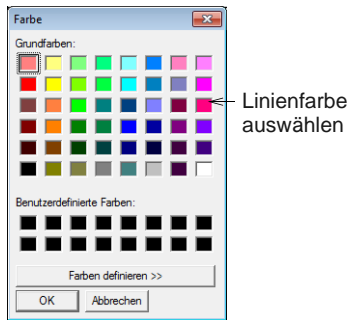 Farbe
Grundfarben:
Linienfarbe
auswählen
Benutzerdefinierte Farben:
Farben definieren >>
OK
Abbrechen